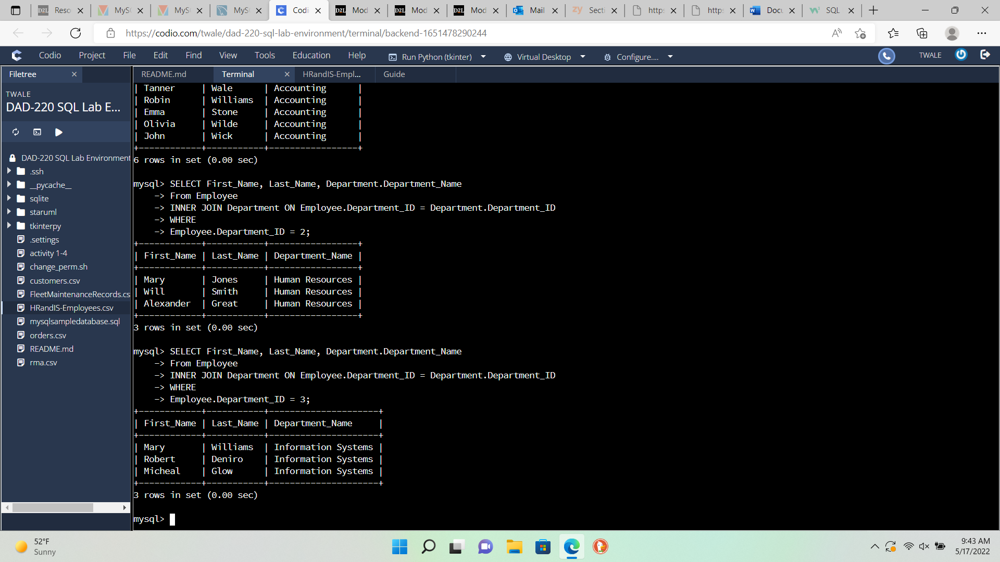 Reso
MySC
MySC
MySC
Codi
D2L Mod
D2L Mod
D2L Mod
Mail
zy Secti
https
https
Docu
SQL
https://codio.com/twale/dad-220-sql-lab-environment/terminal/backend-1651478290244
Codio Project File Edit Find View Tools Education Help Run Python (tkinter) Virtual Desktop Configure.... TWALE
Filetree
README.md Terminal HRandIS-Empl... Guide
TWALE
DAD-220 SQL Lab E...
DAD-220 SQL Lab Environment
.ssh
__pycache__
sqlite
staruml
tkinterpy
.settings
activity 1-4
change_perm.sh
customers.csv
FleetMaintenanceRecords.cs
HRandIS-Employees.csv
mysqlsampledatabase.sql
orders.csv
README.md
rma.csv
| Tanner     | Wale      | Accounting      |
| Robin      | Williams  | Accounting      |
| Emma       | Stone     | Accounting      |
| Olivia     | Wilde     | Accounting      |
| John       | Wick      | Accounting      |
+------------+-----------+-----------------+
6 rows in set (0.00 sec)
mysql> SELECT First_Name, Last_Name, Department.Department_Name
    -> From Employee
    -> INNER JOIN Department ON Employee.Department_ID = Department.Department_ID
    -> WHERE
    -> Employee.Department_ID = 2;
+------------+-----------+-----------------+
| First_Name | Last_Name | Department_Name |
+------------+-----------+-----------------+
| Mary       | Jones     | Human Resources |
| Will       | Smith     | Human Resources |
| Alexander  | Great     | Human Resources |
+------------+-----------+-----------------+
3 rows in set (0.00 sec)
mysql> SELECT First_Name, Last_Name, Department.Department_Name
    -> From Employee
    -> INNER JOIN Department ON Employee.Department_ID = Department.Department_ID
    -> WHERE
    -> Employee.Department_ID = 3;
+------------+-----------+---------------------+
| First_Name | Last_Name | Department_Name     |
+------------+-----------+---------------------+
| Mary       | Williams  | Information Systems |
| Robert     | Deniro    | Information Systems |
| Micheal    | Glow      | Information Systems |
+------------+-----------+---------------------+
3 rows in set (0.00 sec)
mysql>
52°F
Sunny
9:43 AM
5/17/2022